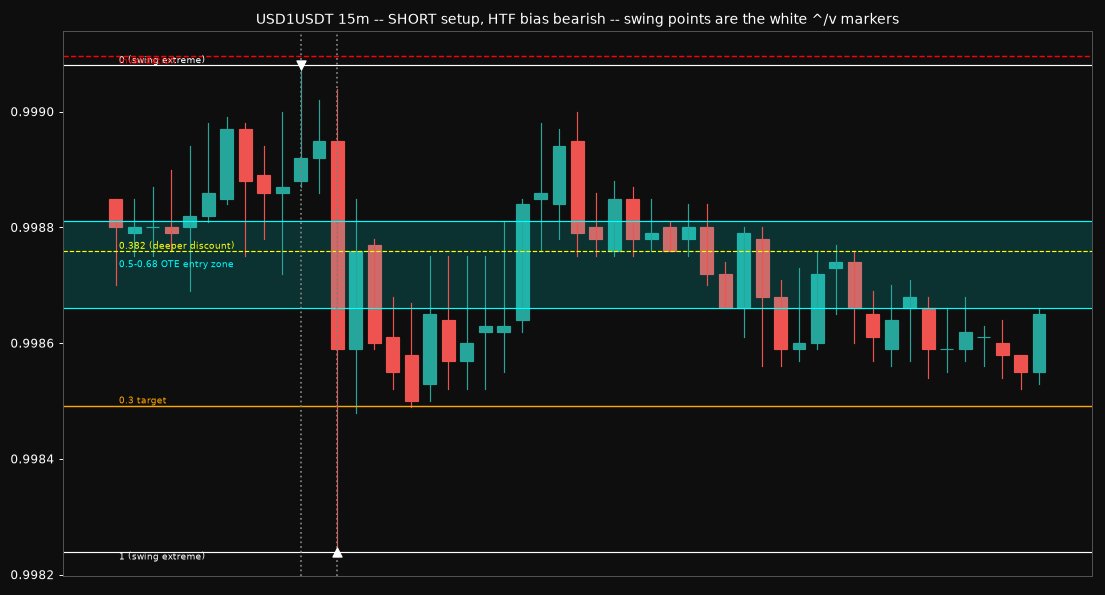 USD1USDT 15m -- SHORT setup, HTF bias bearish -- swing points are the white ^/v markers
0 (swing extreme)
0.9990
0.9988
0.382 (deeper discount)
0.5-0.68 OTE entry zone
0.9986
0.3 target
0.9984
1 (swing extreme)
0.9982